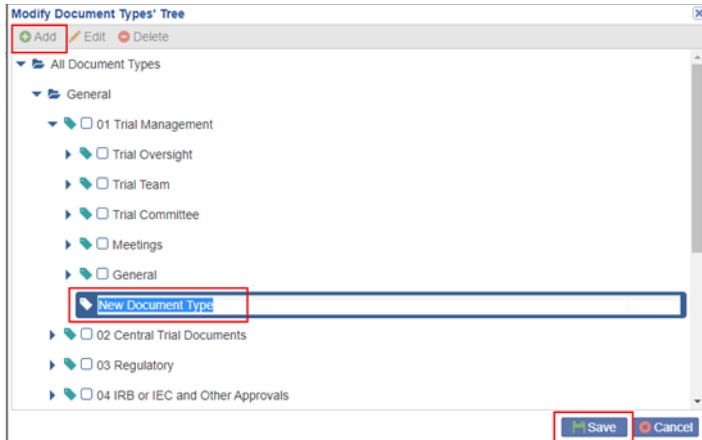 Modify Document Types' Tree
Add Edit Delete
All Document Types
General
01 Trial Management
Trial Oversight
Trial Team
Trial Committee
Meetings
General
New Document Type
02 Central Trial Documents
03 Regulatory
04 IRB or IEC and Other Approvals
Save Cancel